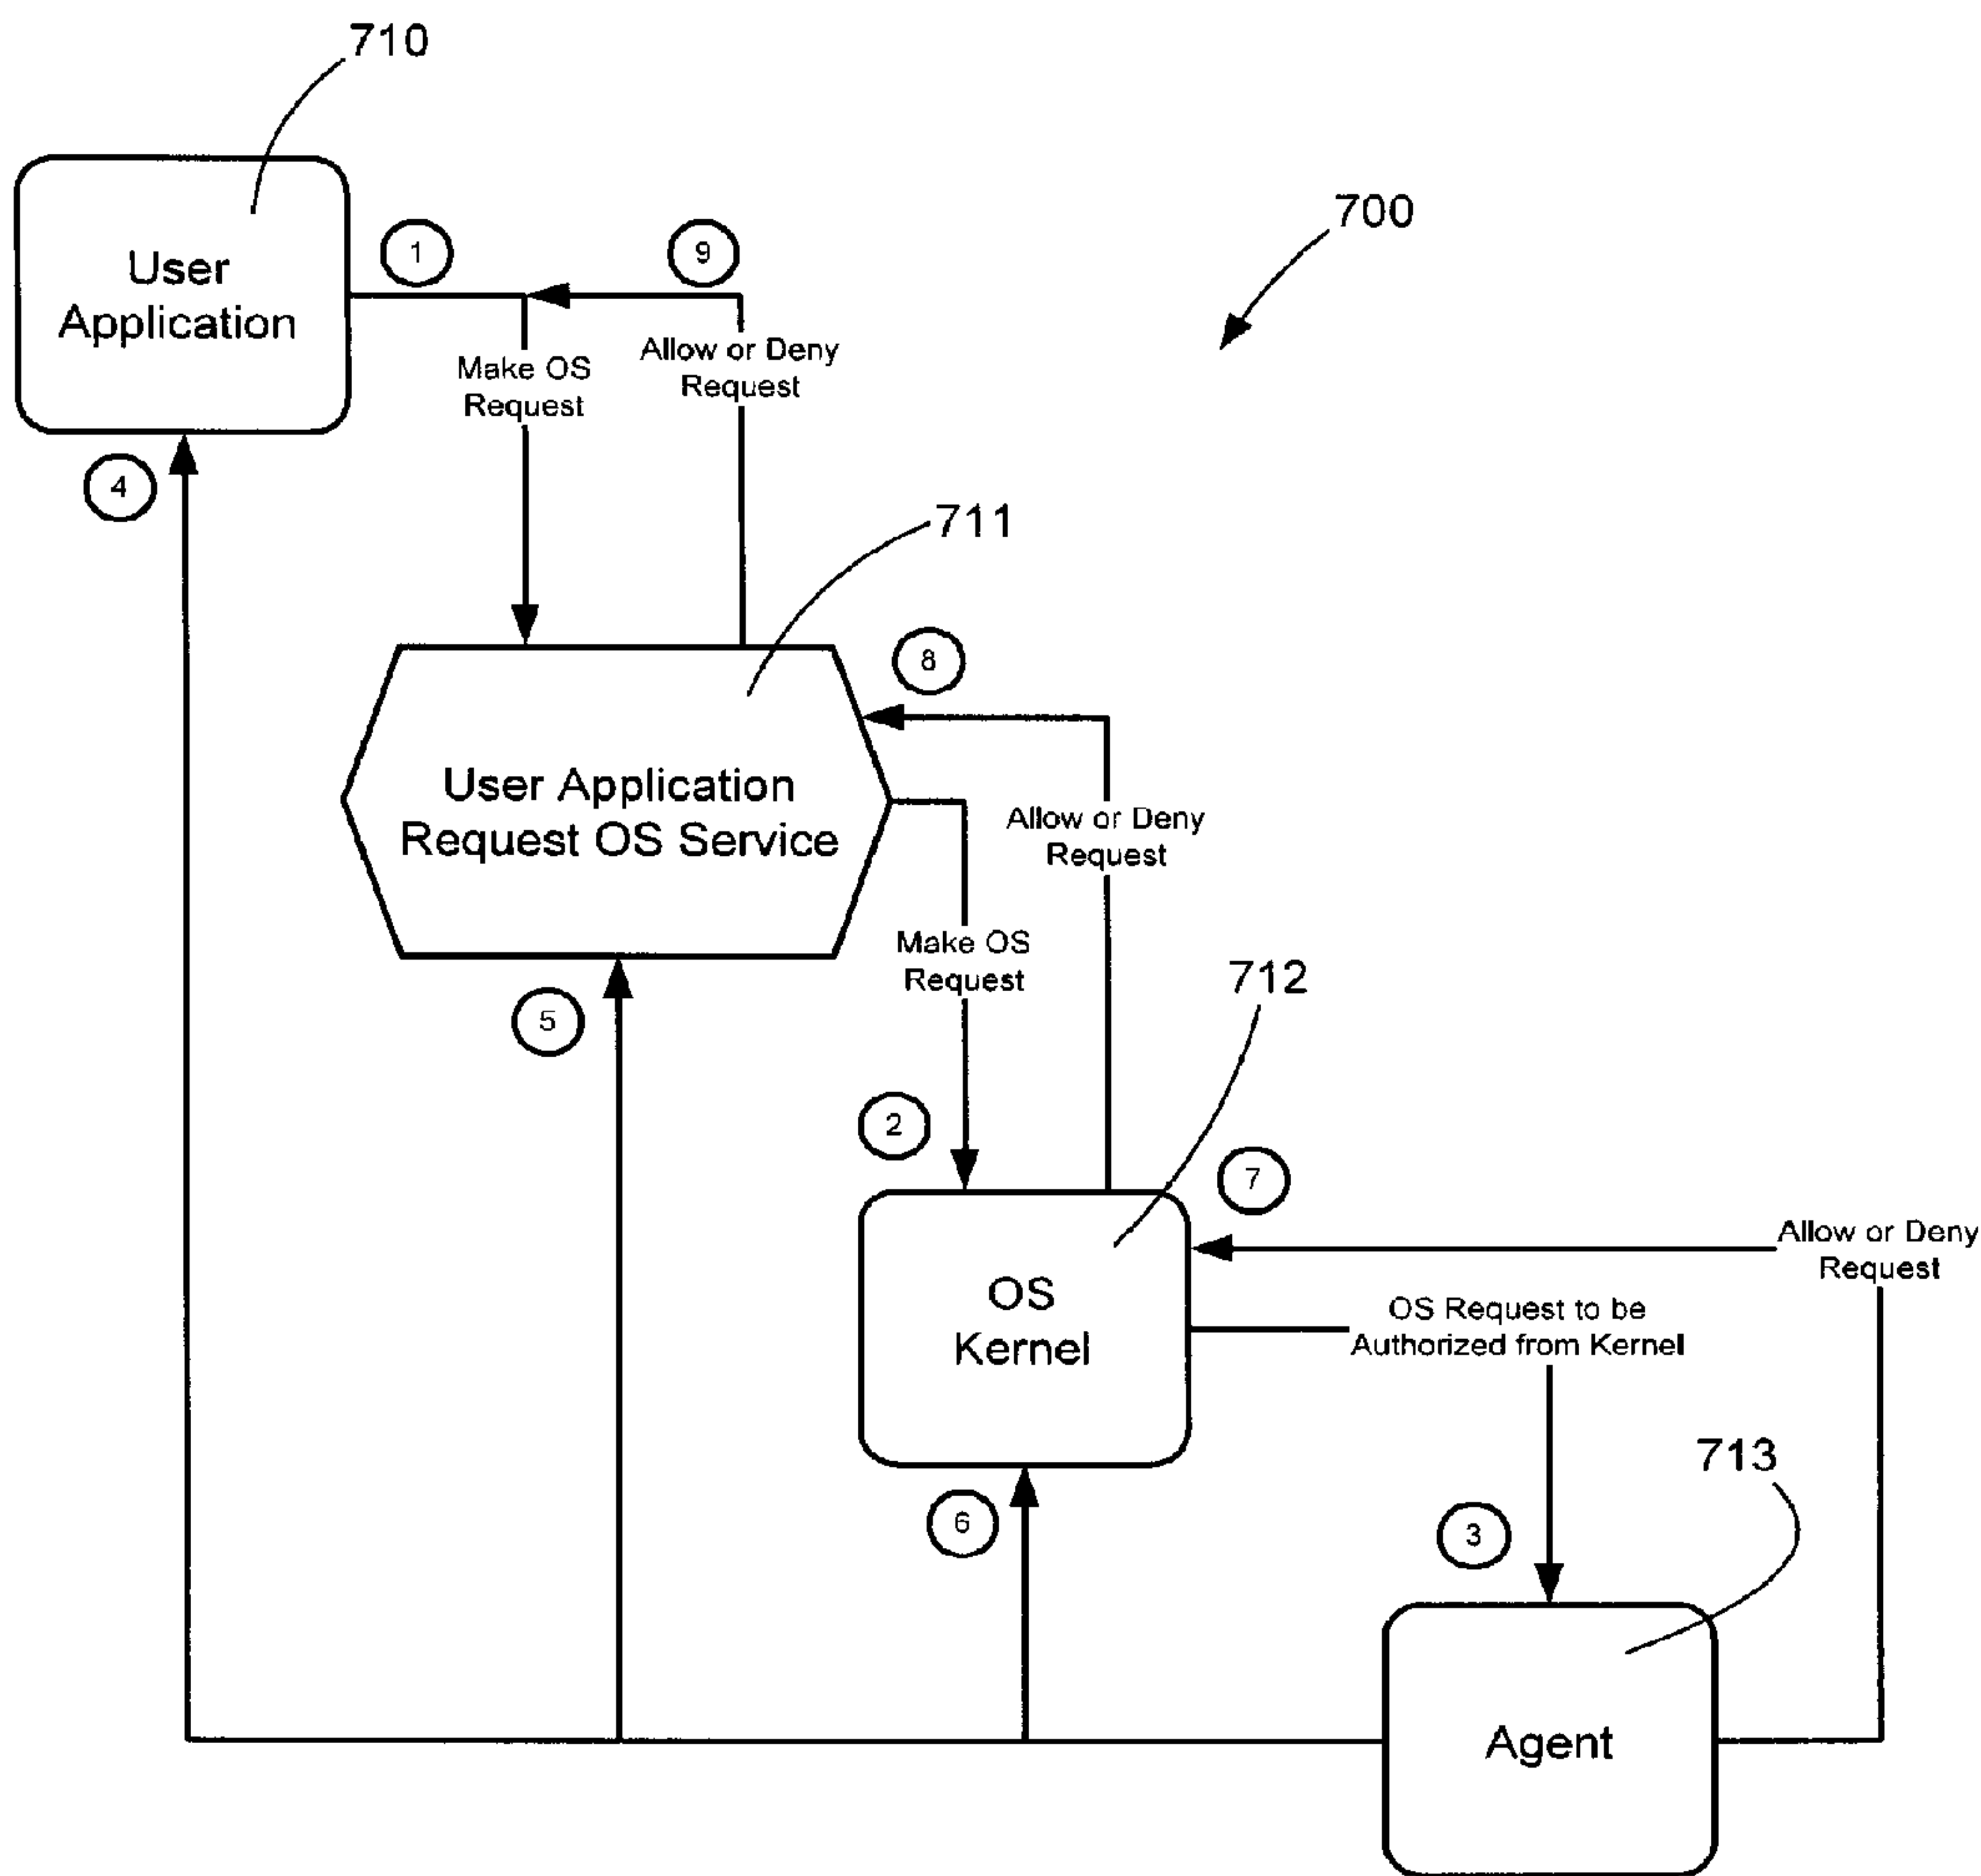 710
700
1
9
User
Application
Make OS
Request
Allow or Deny
Request
4
711
8
User Application
Request OS Service
Allow or Deny
Request
Make OS
Request
712
5
2
7
Allow or Deny
Request
OS
Kernel
OS Request to be
Authorized from Kernel
713
6
3
Agent